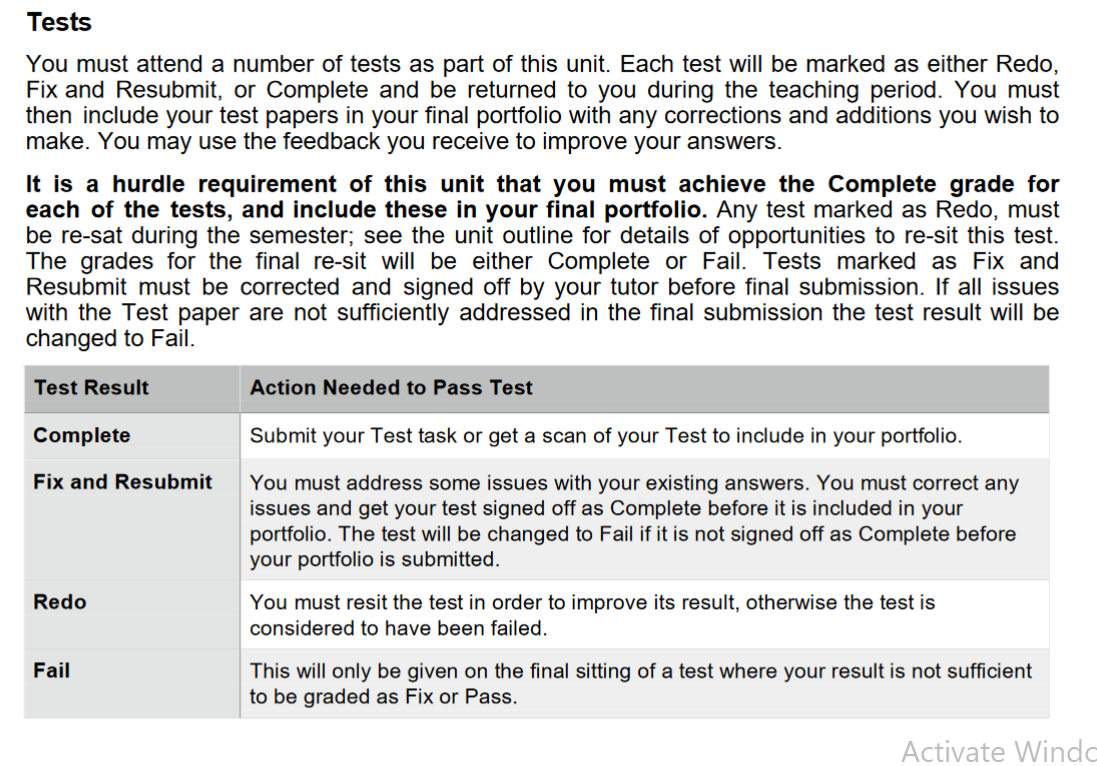 Tests
You must attend a number of tests as part of this unit. Each test will be marked as either Redo,
Fix and Resubmit, or Complete and be returned to you during the teaching period. You must
then include your test papers in your final portfolio with any corrections and additions you wish to
make. You may use the feedback you receive to improve your answers.
It is a hurdle requirement of this unit that you must achieve the Complete grade for
each of the tests, and include these in your final portfolio. Any test marked as Redo, must
be re-sat during the semester; see the unit outline for details of opportunities to re-sit this test.
The grades for the final re-sit will be either Complete or Fail. Tests marked as Fix and
Resubmit must be corrected and signed off by your tutor before final submission. If all issues
with the Test paper are not sufficiently addressed in the final submission the test result will be
changed to Fail.
Test Result Action Needed to Pass Test
Complete Submit your Test task or get a scan of your Test to include in your portfolio.
Fix and Resubmit You must address some issues with your existing answers. You must correct any
issues and get your test signed off as Complete before it is included in your
portfolio. The test will be changed to Fail if it is not signed off as Complete before
your portfolio is submitted.
Redo You must resit the test in order to improve its result, otherwise the test is
considered to have been failed.
Fail This will only be given on the final sitting of a test where your result is not sufficient
to be graded as Fix or Pass.
Activate Windo